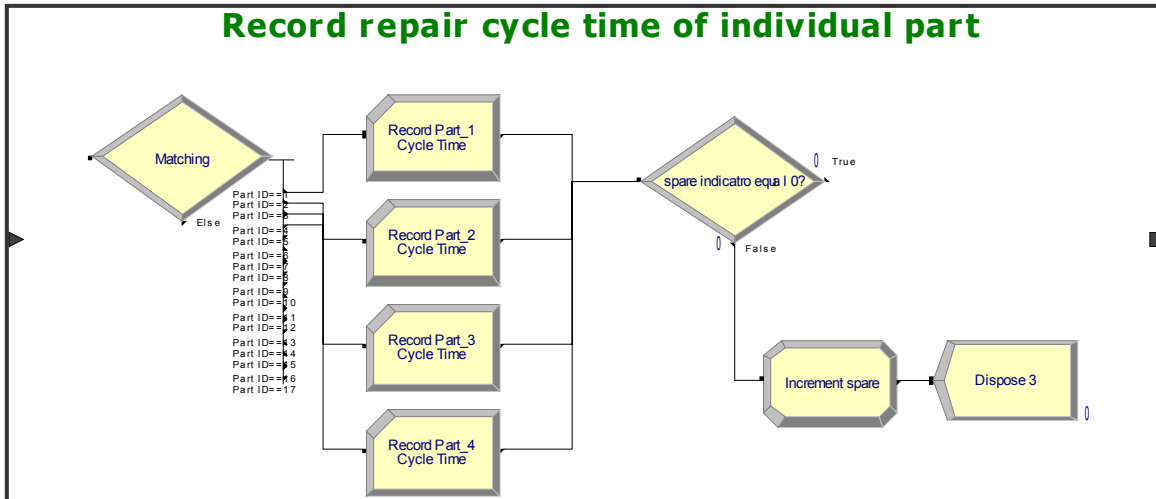 Record repair cycle time of individual part
Matching
Else
Part ID==1
Part ID==2
Part ID==3
Part ID==4
Part ID==5
Part ID==6
Part ID==7
Part ID==8
Part ID==9
Part ID==10
Part ID==11
Part ID==12
Part ID==13
Part ID==14
Part ID==15
Part ID==16
Part ID==17
Record Part_1
Cycle Time
Record Part_2
Cycle Time
Record Part_3
Cycle Time
Record Part_4
Cycle Time
spare indicatro equal 0?
0
True
0
False
Increment spare
Dispose 3
0